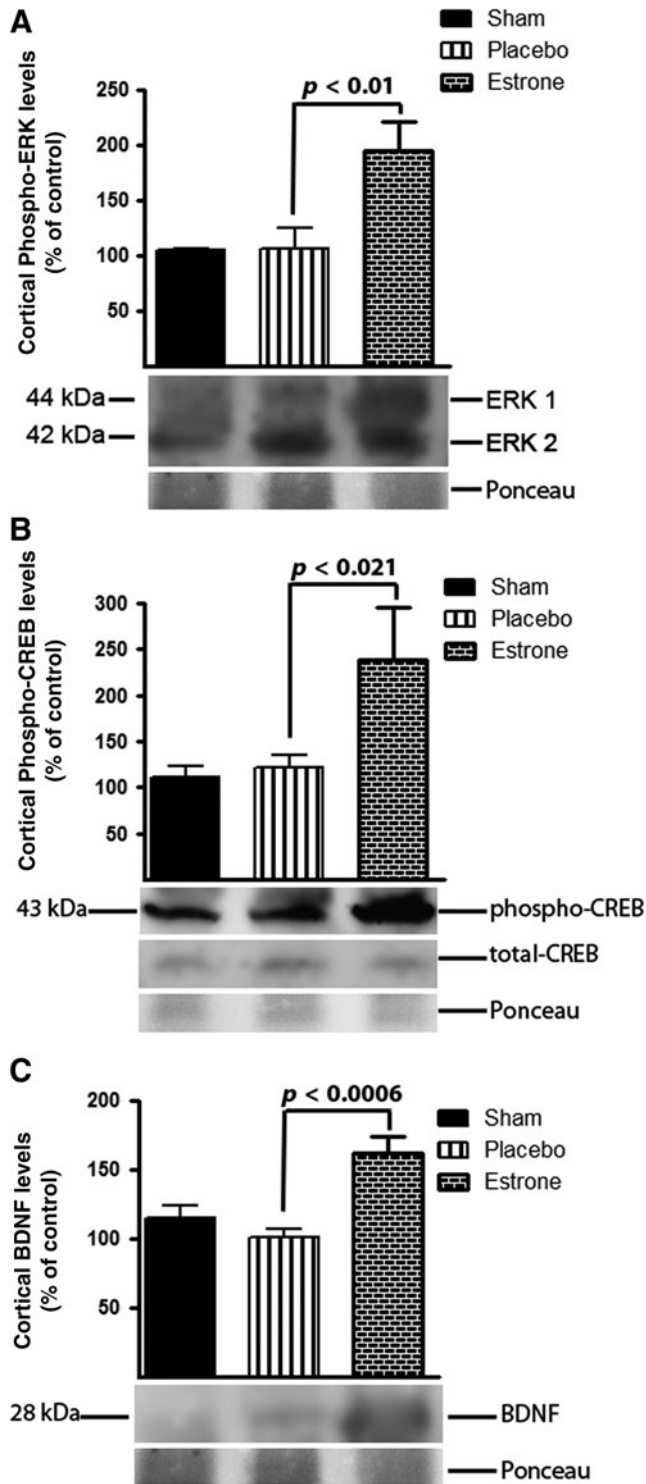 A
Sham
Placebo
Estrone
p < 0.01
Cortical Phospho-ERK levels
(% of control)
250
200
150
100
50
44 kDa
ERK 1
42 kDa
ERK 2
Ponceau
B
p < 0.021
Sham
Placebo
Estrone
Cortical Phospho-CREB levels
(% of control)
300
250
200
150
100
50
43 kDa
phospho-CREB
total-CREB
Ponceau
C
p < 0.0006
Sham
Placebo
Estrone
Cortical BDNF levels
(% of control)
200
150
100
50
28 kDa
BDNF
Ponceau